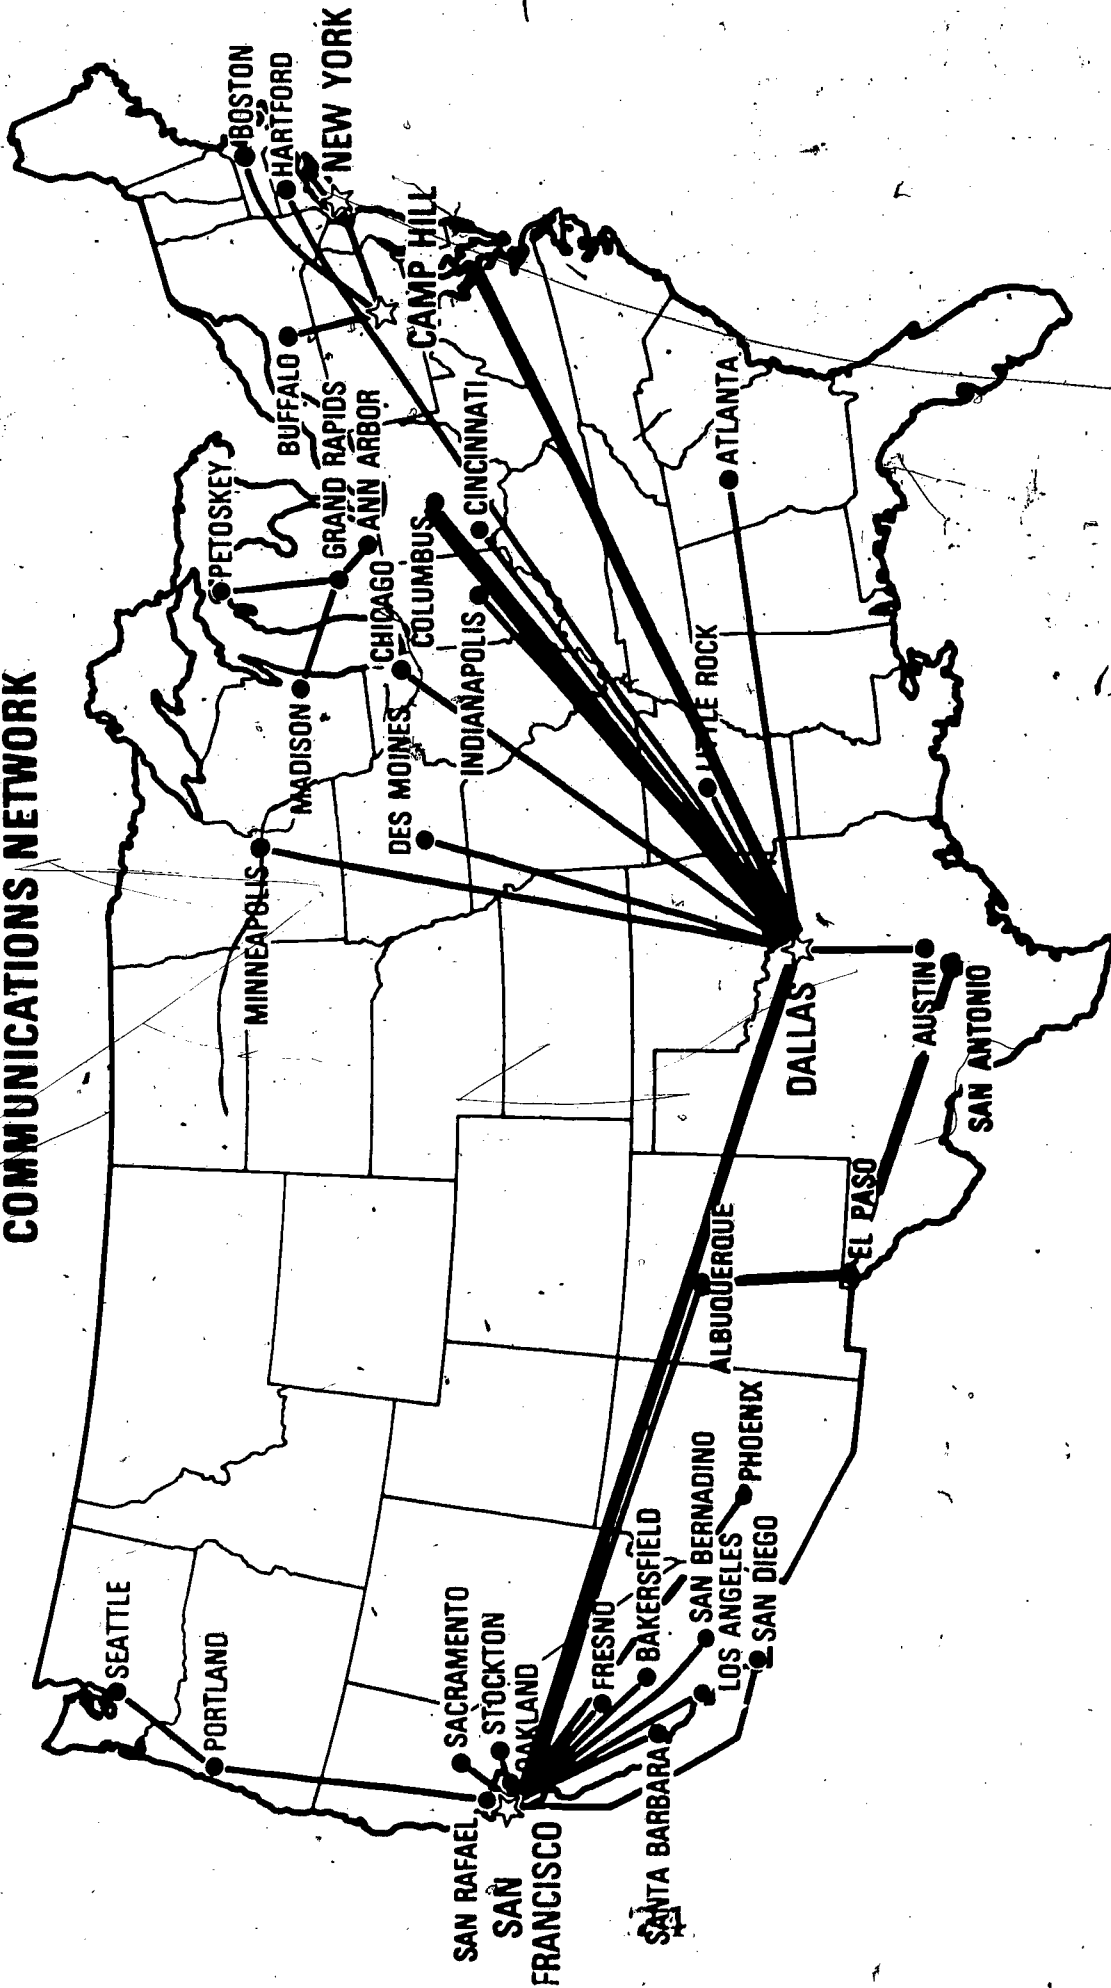 COMMUNICATIONS NETWORK
SEATTLE
PORTLAND
SACRAMENTO
STOCKTON
OAKLAND
SAN RAFAEL
SAN
FRANCISCO
FRESNO
BAKERSFIELD
SAN BERNADINO
LOS ANGELES
SANTA BARBARA
SAN DIEGO
PHOENIX
ALBUQUERQUE
EL PASO
DALLAS
AUSTIN
SAN ANTONIO
MINNEAPOLIS
MADISON
DES MOINES
CHICAGO
INDIANAPOLIS
COLUMBUS
CINCINNATI
LITTLE ROCK
ATLANTA
PETOSKEY
GRAND RAPIDS
ANN ARBOR
BUFFALO
CAMP HILL
NEW YORK
HARTFORD
BOSTON